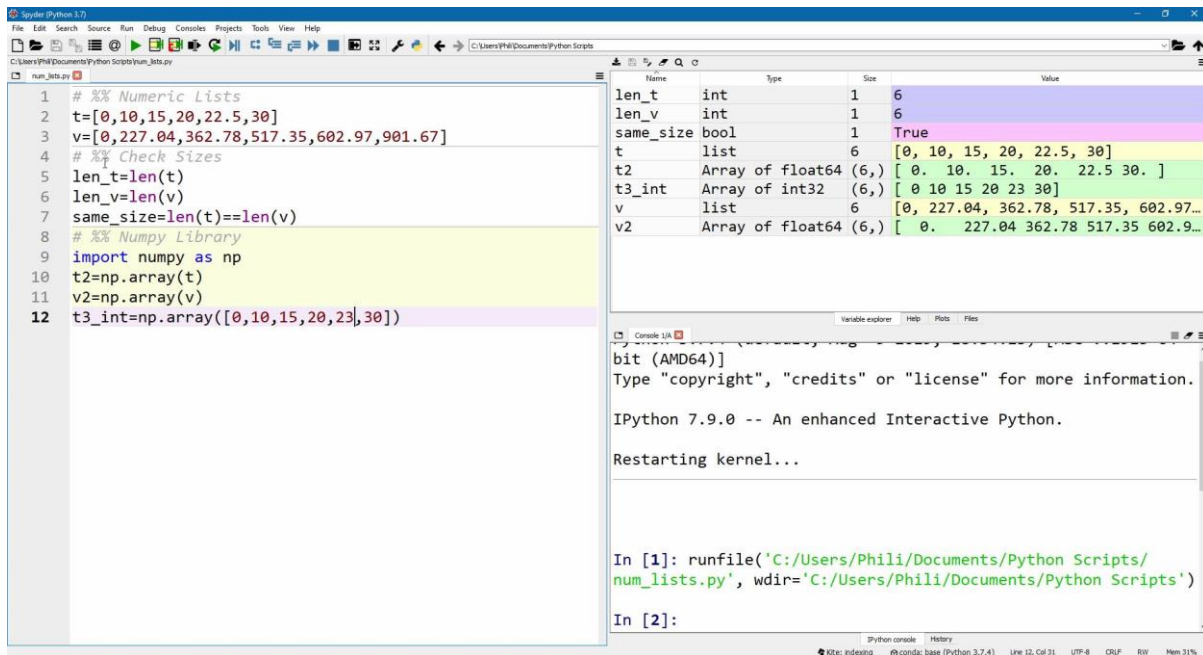 Spyder (Python 3.7)
File Edit Search Source Run Debug Consoles Projects Tools View Help
C:\Users\Phili\Documents\Python Scripts
C:\Users\Phili\Documents\Python Scripts\num_lists.py
num_lists.py
1 # %% Numeric Lists
2 t=[0,10,15,20,22.5,30]
3 v=[0,227.04,362.78,517.35,602.97,901.67]
4 # %% Check Sizes
5 len_t=len(t)
6 len_v=len(v)
7 same_size=len(t)==len(v)
8 # %% Numpy Library
9 import numpy as np
10 t2=np.array(t)
11 v2=np.array(v)
12 t3_int=np.array([0,10,15,20,23,30])
Name Type Size Value
len_t int 1 6
len_v int 1 6
same_size bool 1 True
t list 6 [0, 10, 15, 20, 22.5, 30]
t2 Array of float64 (6,) [ 0. 10. 15. 20. 22.5 30. ]
t3_int Array of int32 (6,) [ 0 10 15 20 23 30]
v list 6 [0, 227.04, 362.78, 517.35, 602.97…
v2 Array of float64 (6,) [ 0. 227.04 362.78 517.35 602.9…
Variable explorer Help Plots Files
Console 1/A
bit (AMD64)]
Type "copyright", "credits" or "license" for more information.
IPython 7.9.0 -- An enhanced Interactive Python.
Restarting kernel...
In [1]: runfile('C:/Users/Phili/Documents/Python Scripts/
num_lists.py', wdir='C:/Users/Phili/Documents/Python Scripts')
In [2]:
IPython console History
Kite: indexing conda: base (Python 3.7.4) Line 12, Col 31 UTF-8 CRLF RW Mem 31%